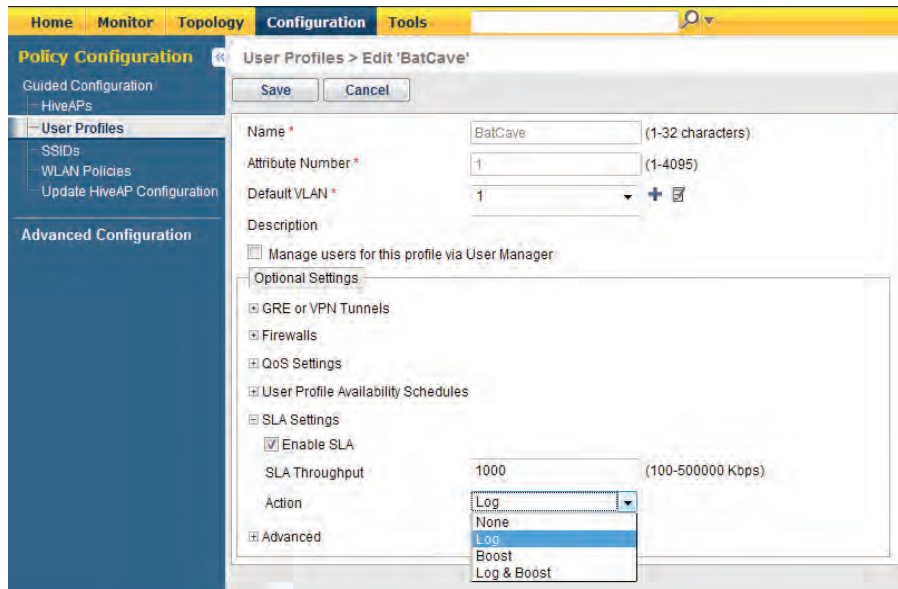 Home Monitor Topology Configuration Tools
Policy Configuration «
Guided Configuration
HiveAPs
User Profiles
SSIDs
WLAN Policies
Update HiveAP Configuration
Advanced Configuration
User Profiles > Edit 'BatCave'
Save Cancel
Name * BatCave (1-32 characters)
Attribute Number * 1 (1-4095)
Default VLAN * 1
Description
Manage users for this profile via User Manager
Optional Settings
GRE or VPN Tunnels
Firewalls
QoS Settings
User Profile Availability Schedules
SLA Settings
Enable SLA
SLA Throughput 1000 (100-500000 Kbps)
Action Log
None
Log
Boost
Log & Boost
Advanced